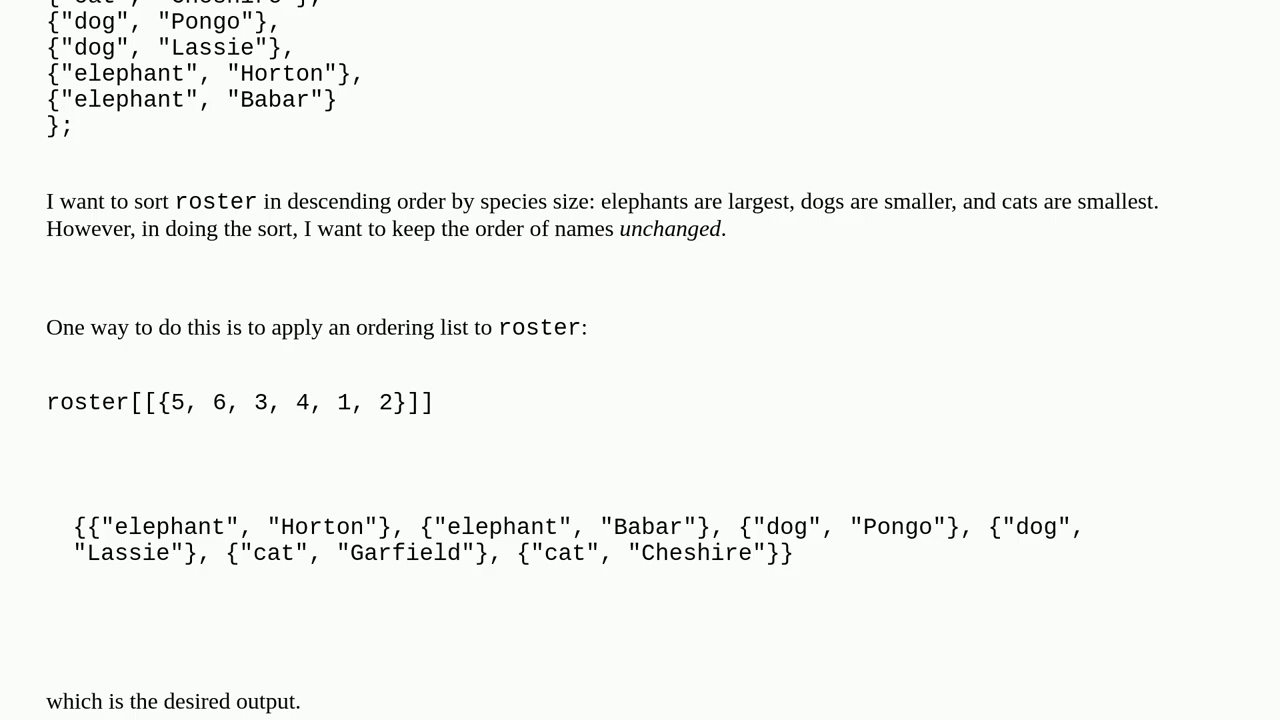 {"dog", "Pongo"},
{"dog", "Lassie"},
{"elephant", "Horton"},
{"elephant", "Babar"}
};
I want to sort roster in descending order by species size: elephants are largest, dogs are smaller, and cats are smallest.
However, in doing the sort, I want to keep the order of names unchanged.
One way to do this is to apply an ordering list to roster:
roster[[{5, 6, 3, 4, 1, 2}]]
{{"elephant", "Horton"}, {"elephant", "Babar"}, {"dog", "Pongo"}, {"dog",
"Lassie"}, {"cat", "Garfield"}, {"cat", "Cheshire"}}
which is the desired output.